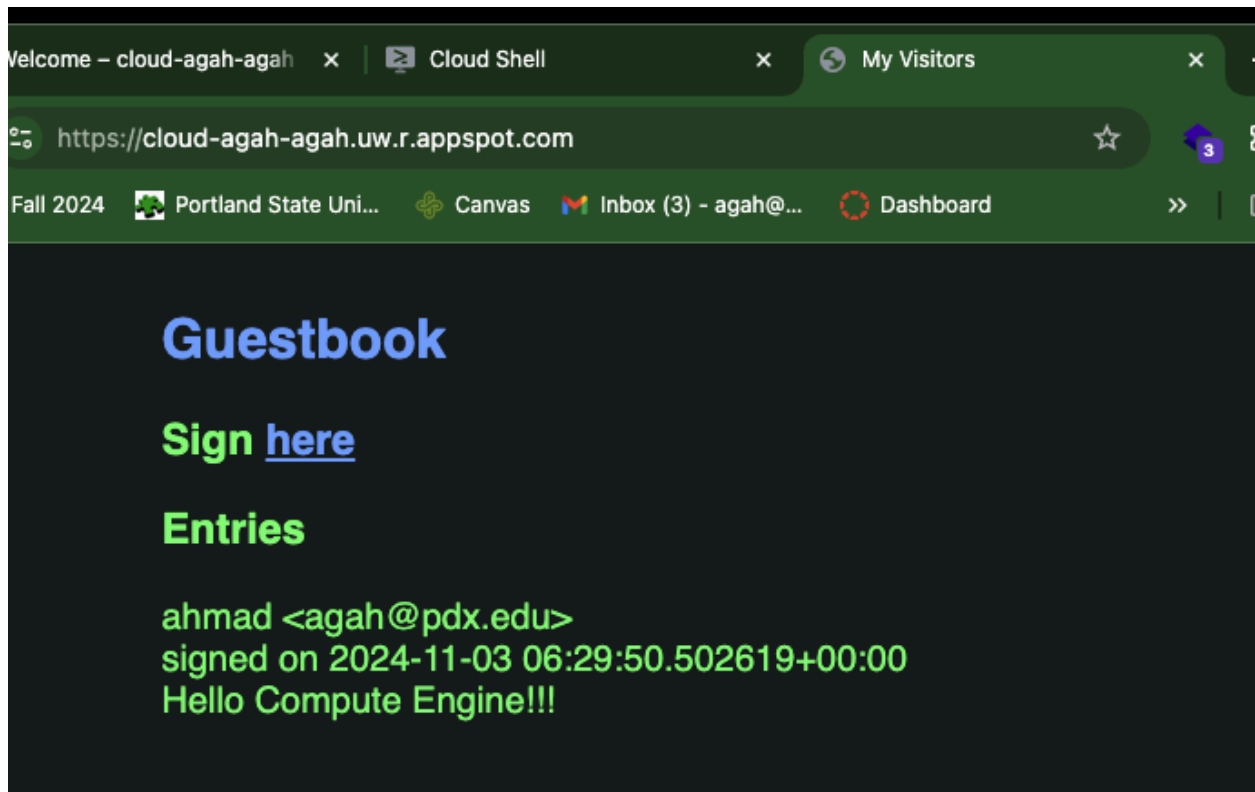 Welcome – cloud-agah-agah
Cloud Shell
My Visitors
https://cloud-agah-agah.uw.r.appspot.com
3
Fall 2024
Portland State Uni...
Canvas
Inbox (3) - agah@...
Dashboard
»
Guestbook
Sign here
Entries
ahmad <agah@pdx.edu>
signed on 2024-11-03 06:29:50.502619+00:00
Hello Compute Engine!!!